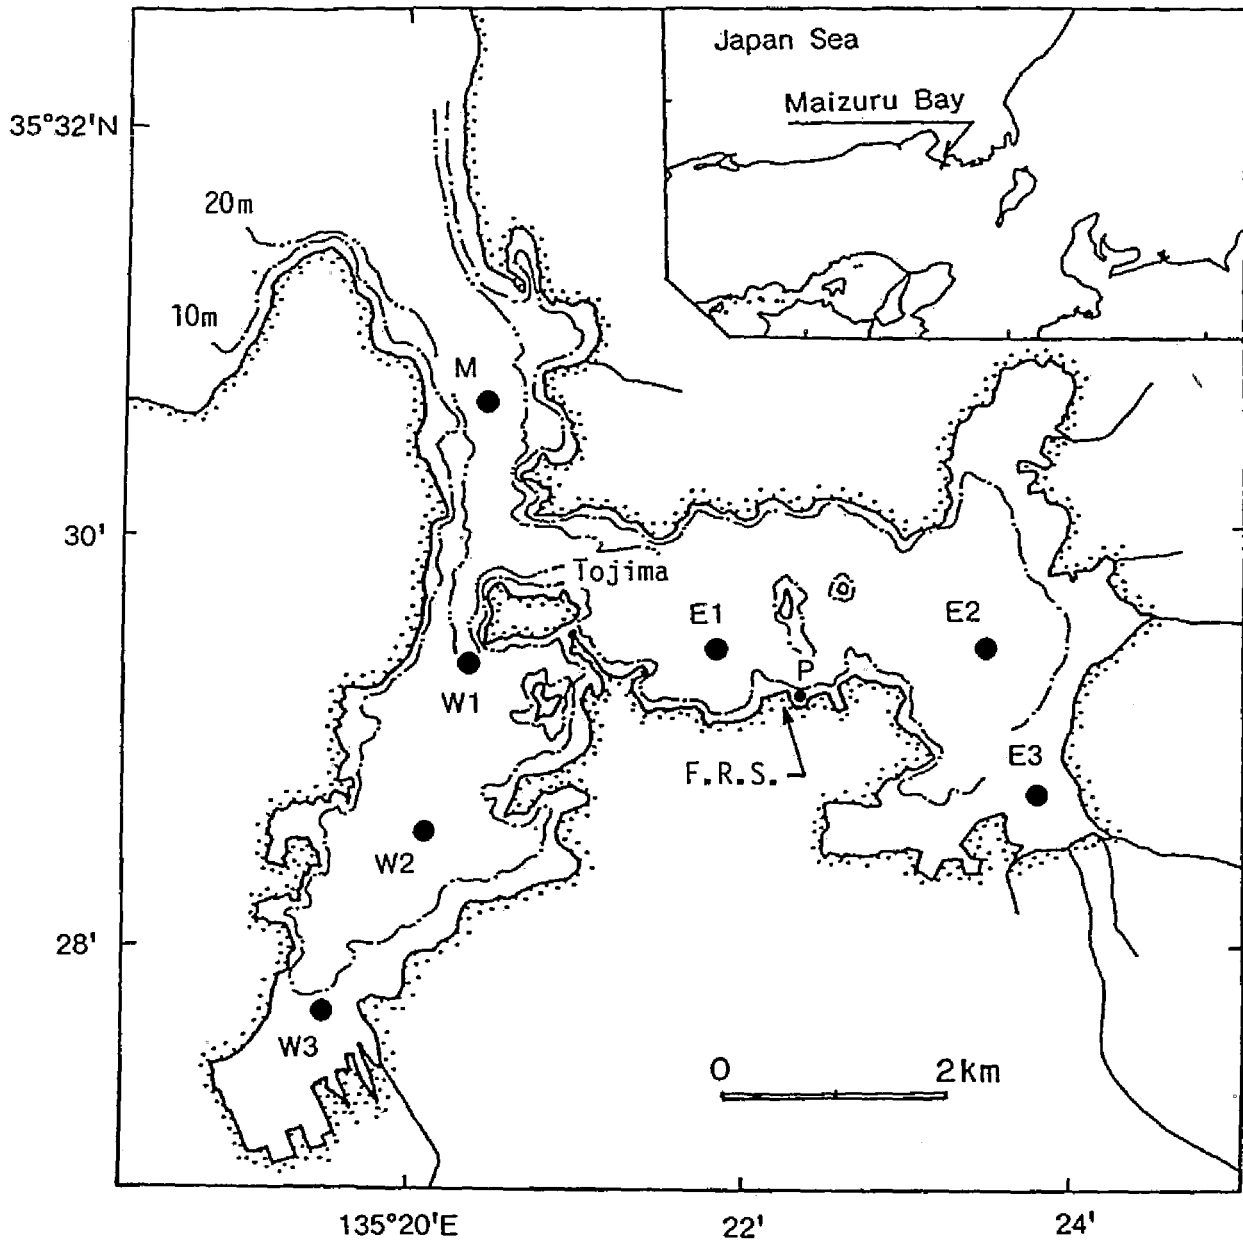 Japan Sea
Maizuru Bay
35°32'N
20m
10m
M
30'
Tojima
E1
E2
P
W1
F.R.S.
E3
W2
28'
W3
0 2km
135°20'E 22' 24'